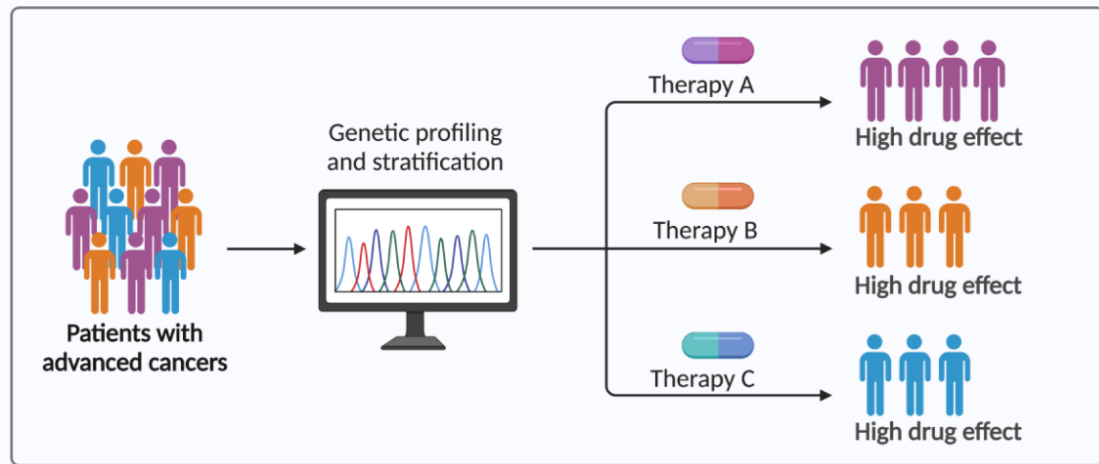 Patients with
advanced cancers
Genetic profiling
and stratification
Therapy A
High drug effect
Therapy B
High drug effect
Therapy C
High drug effect